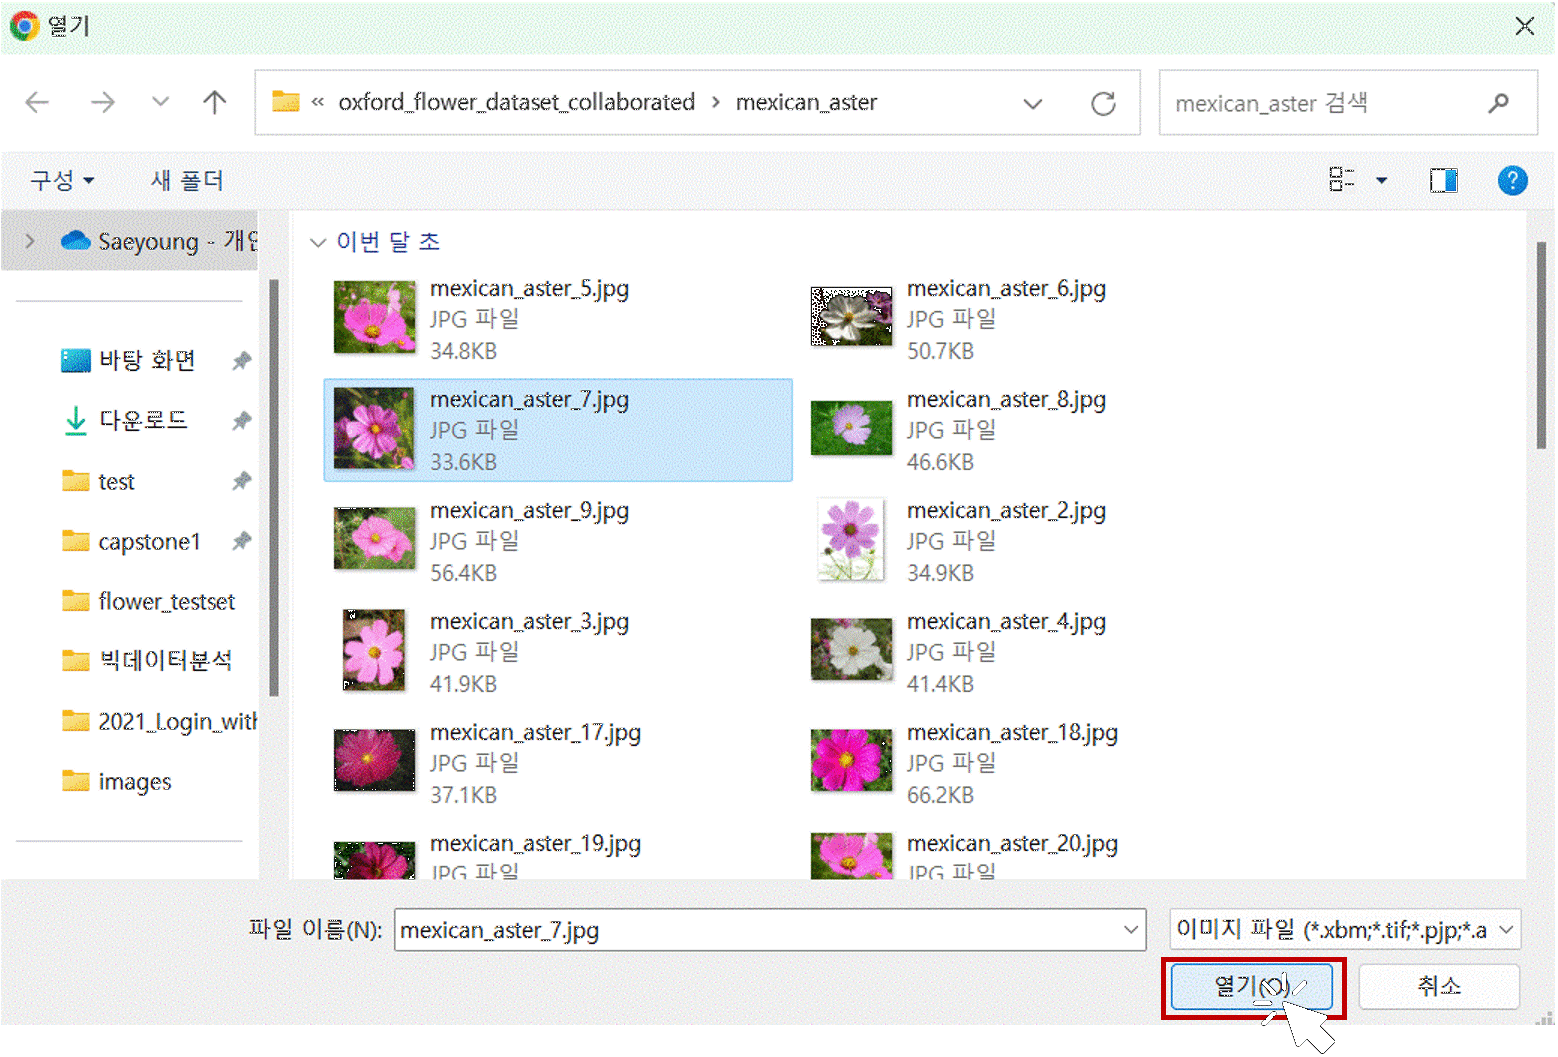 열기
« oxford_flower_dataset_collaborated > mexican_aster
mexican_aster 검색
구성
새 폴더
Saeyoung - 개인
바탕 화면
다운로드
test
capstone1
flower_testset
빅데이터분석
2021_Login_with
images
이번 달 초
mexican_aster_5.jpg
JPG 파일
34.8KB
mexican_aster_6.jpg
JPG 파일
50.7KB
mexican_aster_7.jpg
JPG 파일
33.6KB
mexican_aster_8.jpg
JPG 파일
46.6KB
mexican_aster_9.jpg
JPG 파일
56.4KB
mexican_aster_2.jpg
JPG 파일
34.9KB
mexican_aster_3.jpg
JPG 파일
41.9KB
mexican_aster_4.jpg
JPG 파일
41.4KB
mexican_aster_17.jpg
JPG 파일
37.1KB
mexican_aster_18.jpg
JPG 파일
66.2KB
mexican_aster_19.jpg
JPG 파일
mexican_aster_20.jpg
JPG 파일
파일 이름(N):
mexican_aster_7.jpg
이미지 파일 (*.xbm;*.tif;*.pjp;*.a
열기(O)
취소